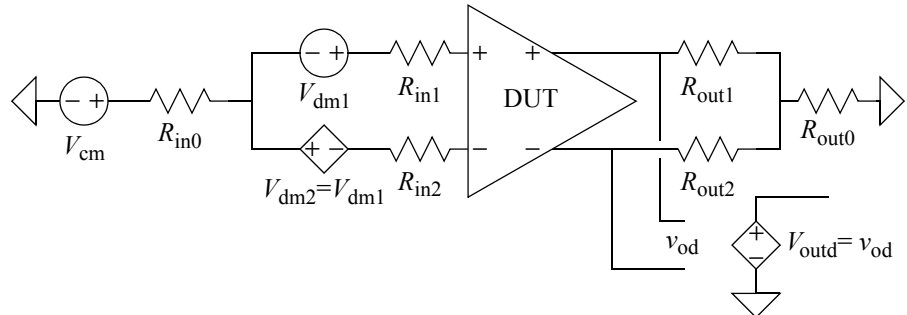 − +
V_dm1
R_in1
+ +
DUT
R_out1
− +
V_cm
R_in0
R_out0
+ −
V_dm2=V_dm1
R_in2
− −
R_out2
v_od
+
−
V_outd= v_od